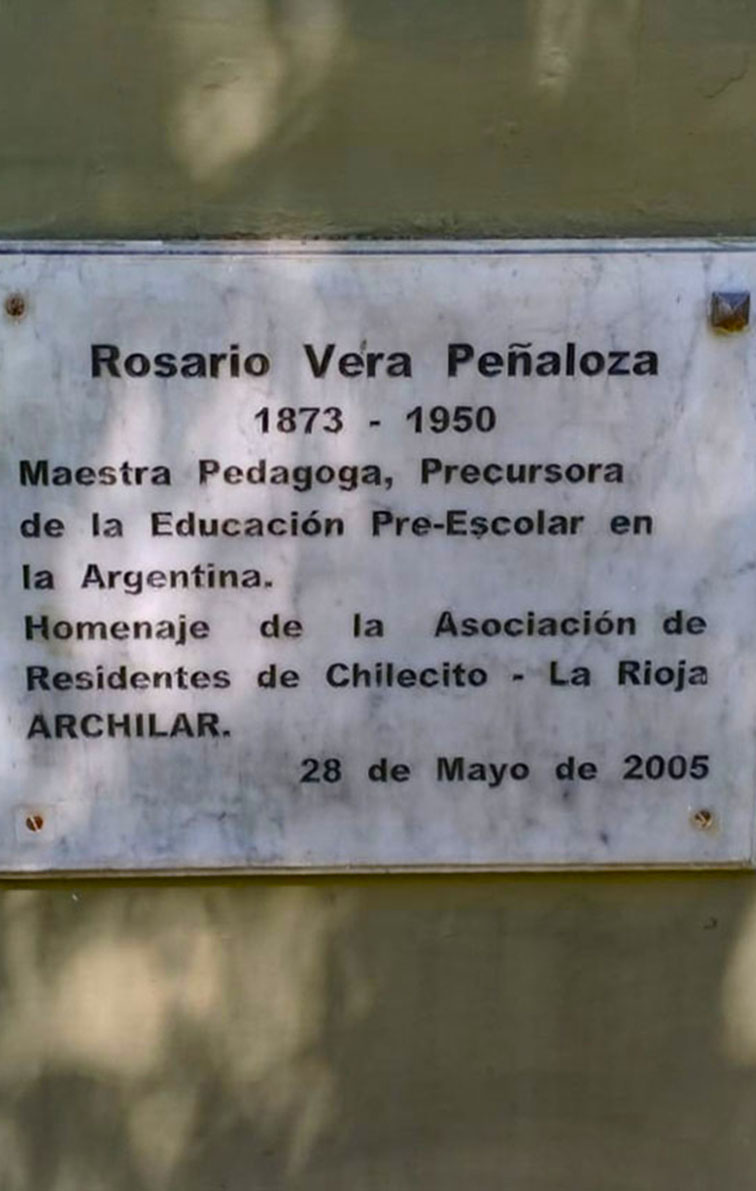 Rosario Vera Peñaloza
1873 - 1950
Maestra Pedagoga, Precursora
de la Educación Pre-Escolar en
la Argentina.
Homenaje de la Asociación de
Residentes de Chilecito - La Rioja
ARCHILAR.
28 de Mayo de 2005